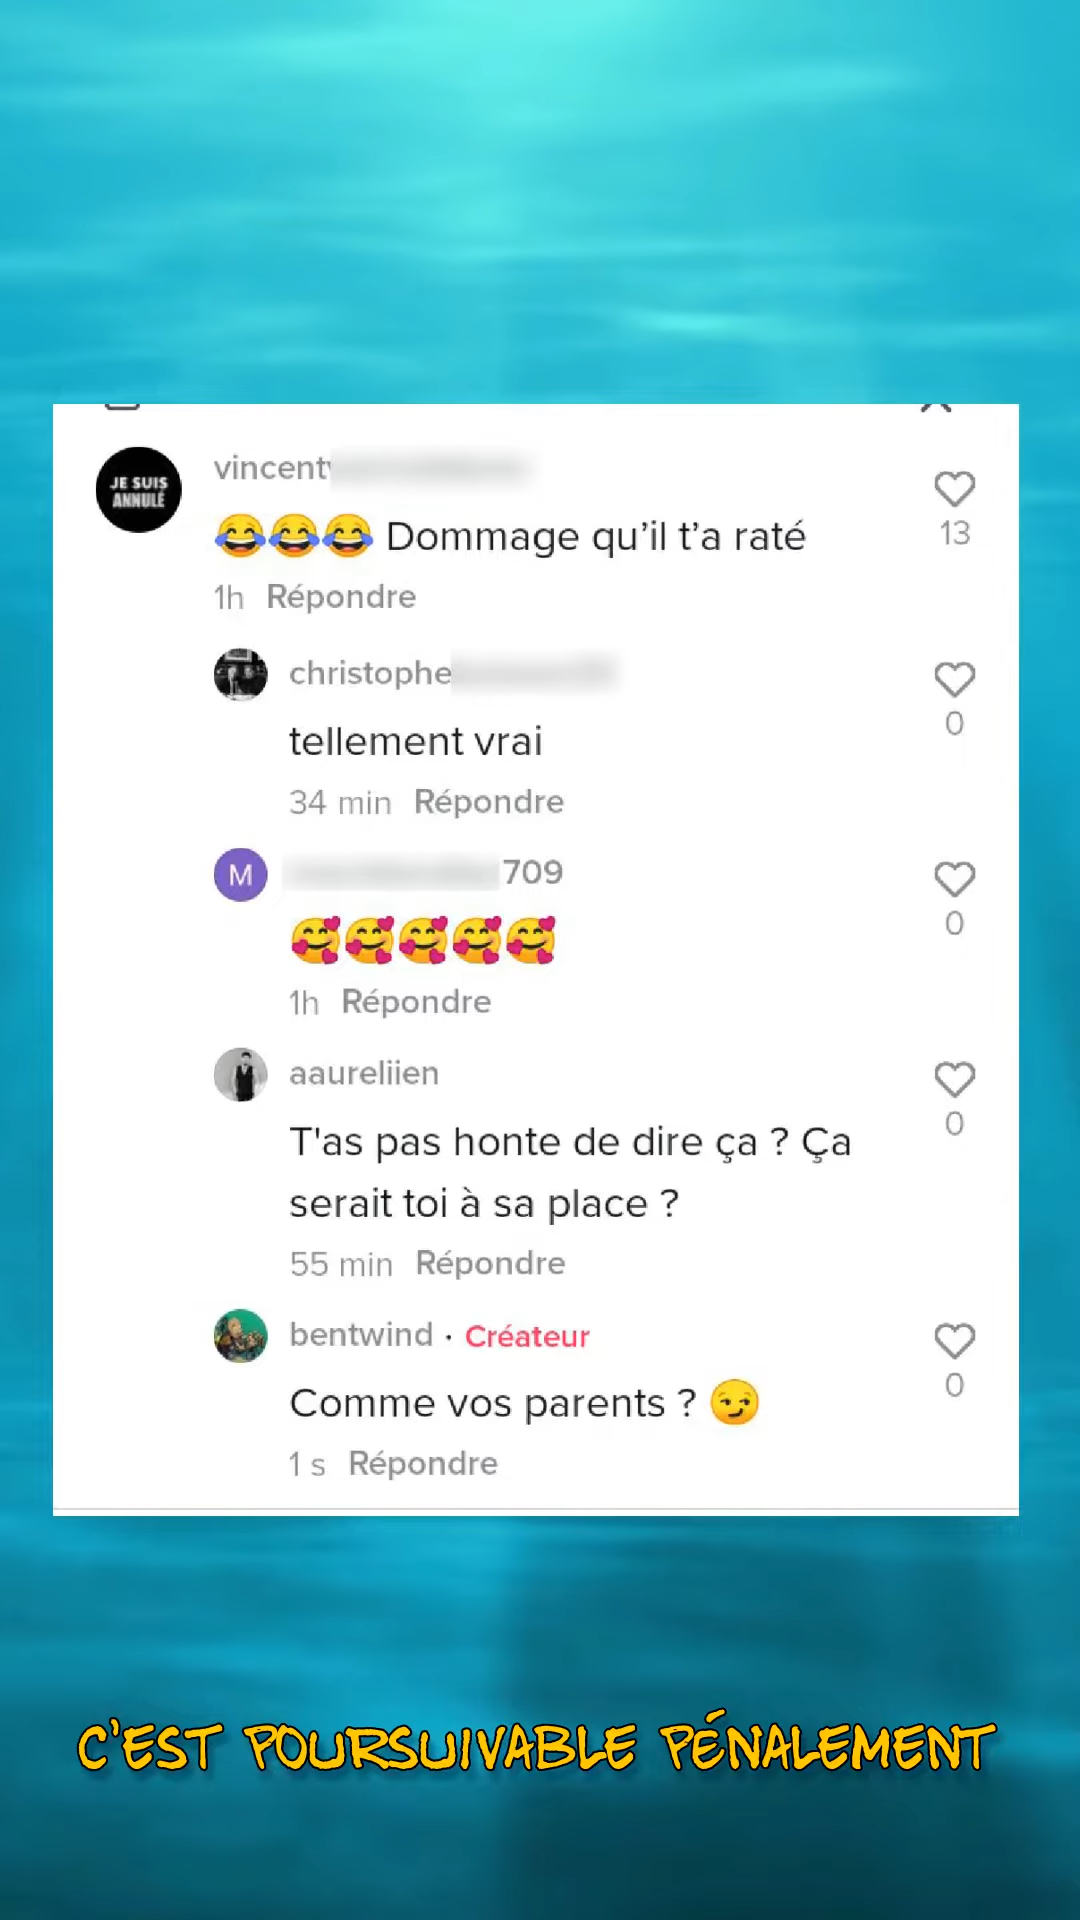 JE SUIS
ANNULÉ
vincent
😂😂😂 Dommage qu’il t’a raté
13
1h Répondre
christophe
0
tellement vrai
34 min Répondre
M
709
🥰🥰🥰🥰🥰
0
1h Répondre
aaureliien
0
T'as pas honte de dire ça ? Ça
serait toi à sa place ?
55 min Répondre
bentwind · Créateur
0
Comme vos parents ? 😏
1 s Répondre
C'EST POURSUIVABLE PÉNALEMENT